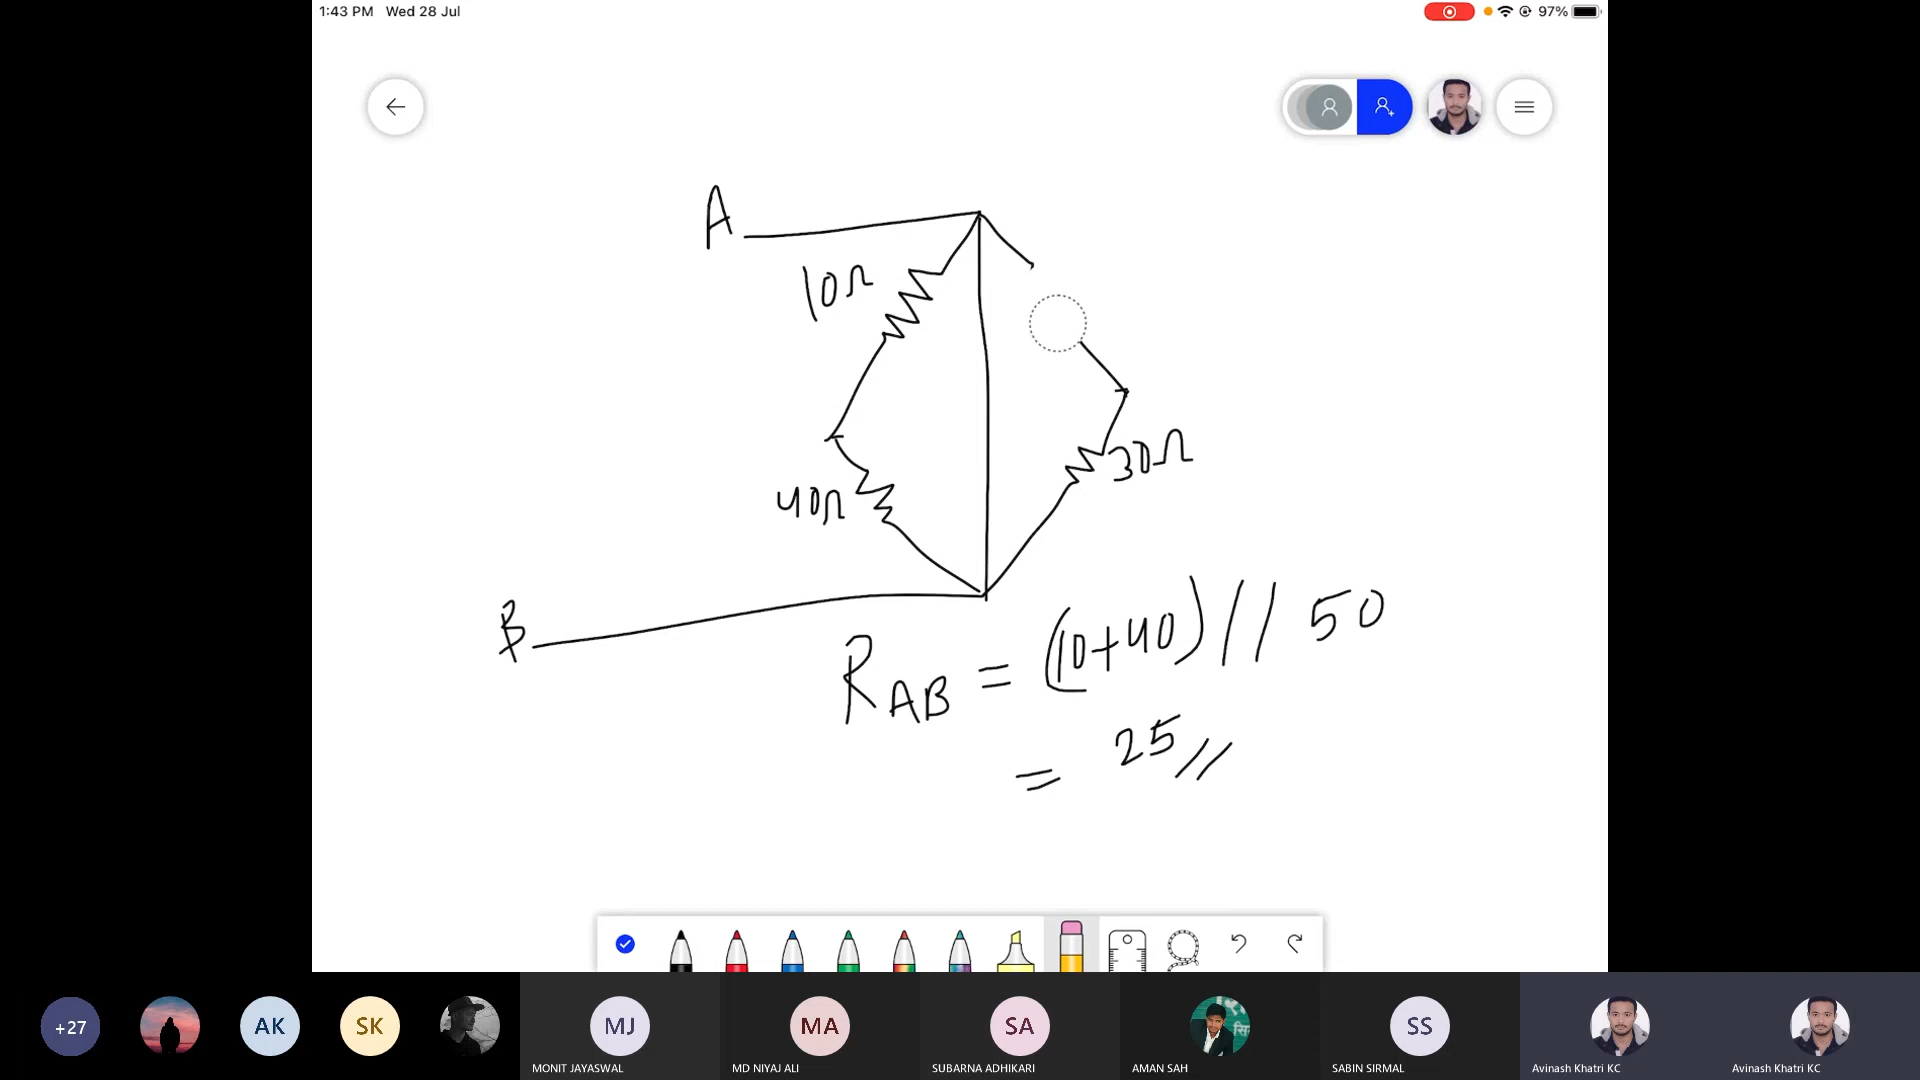 1:43 PM Wed 28 Jul
97%
A
10Ω
40Ω
30Ω
B
R_AB = (10+40) // 50
= 25 //
+27
AK
SK
MJ
MA
SA
SS
MONIT JAYASWAL
MD NIYAJ ALI
SUBARNA ADHIKARI
AMAN SAH
SABIN SIRMAL
Avinash Khatri KC
Avinash Khatri KC